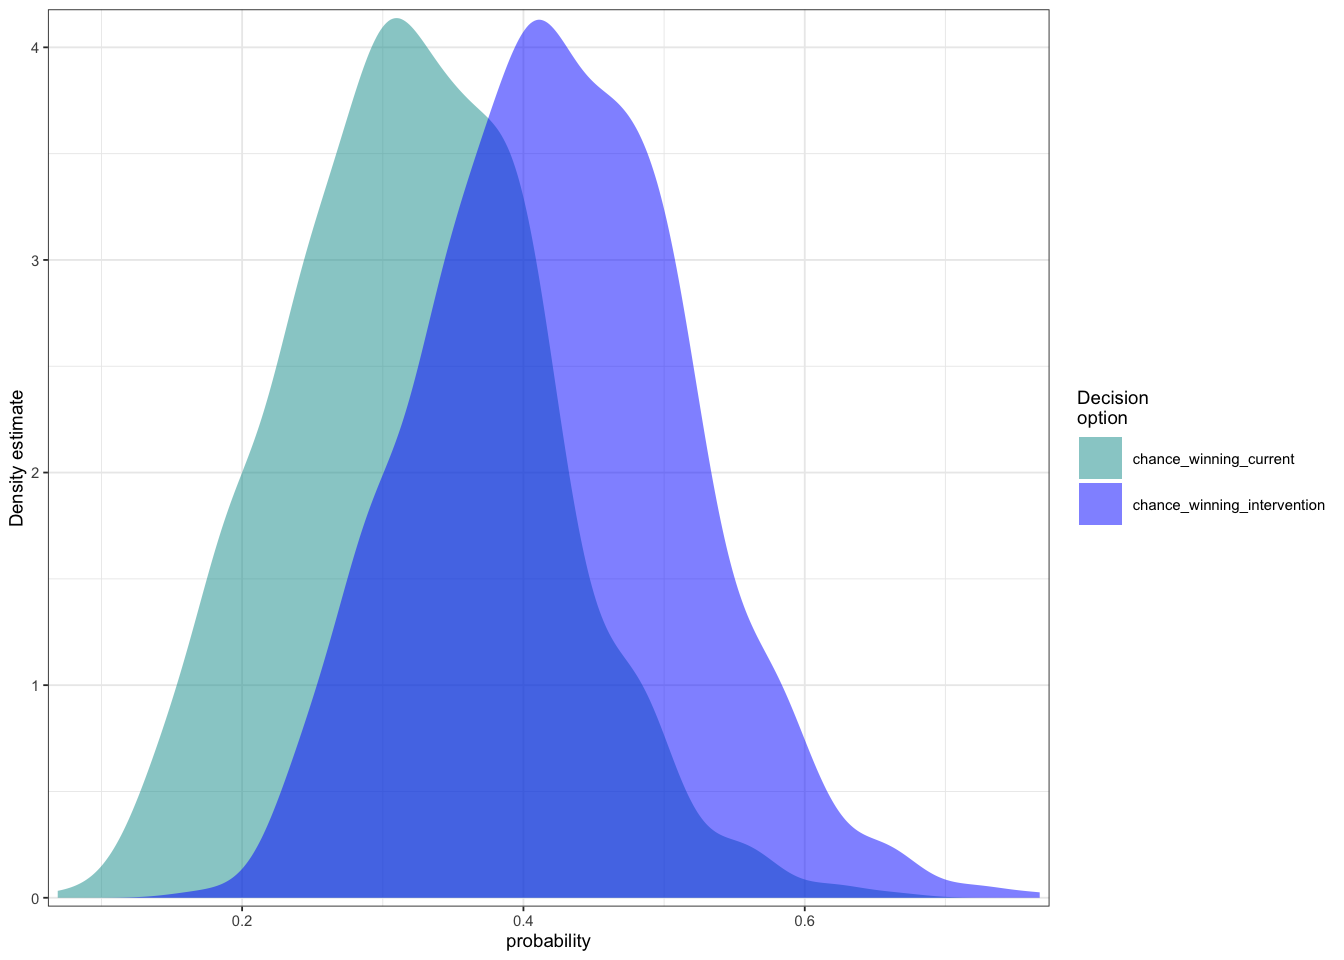 4
3
2
1
0
0.2
0.4
0.6
probability
Density estimate
Decision
option
chance_winning_current
chance_winning_intervention